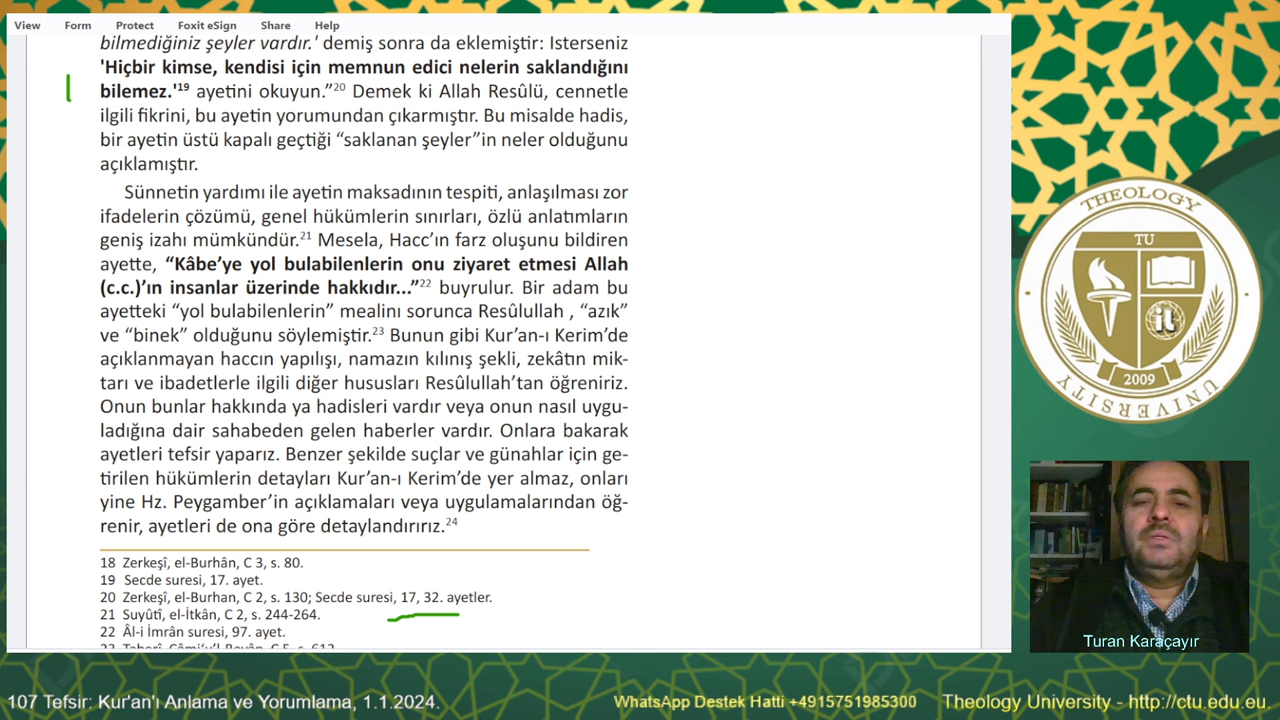 View Form Protect Foxit eSign Share Help
bilmediğiniz şeyler vardır.' demiş sonra da eklemiştir: İsterseniz
'Hiçbir kimse, kendisi için memnun edici nelerin saklandığını
bilemez.'19 ayetini okuyun.”20 Demek ki Allah Resûlü, cennetle
ilgili fikrini, bu ayetin yorumundan çıkarmıştır. Bu misalde hadis,
bir ayetin üstü kapalı geçtiği “saklanan şeyler”in neler olduğunu
açıklamıştır.
Sünnetin yardımı ile ayetin maksadının tespiti, anlaşılması zor
ifadelerin çözümü, genel hükümlerin sınırları, özlü anlatımların
geniş izahı mümkündür.21 Mesela, Hacc’ın farz oluşunu bildiren
ayette, “Kâbe’ye yol bulabilenlerin onu ziyaret etmesi Allah
(c.c.)’ın insanlar üzerinde hakkıdır...”22 buyrulur. Bir adam bu
ayetteki “yol bulabilenlerin” mealini sorunca Resûlullah , “azık”
ve “binek” olduğunu söylemiştir.23 Bunun gibi Kur’an-ı Kerim’de
açıklanmayan haccın yapılışı, namazın kılınış şekli, zekâtın mik-
tarı ve ibadetlerle ilgili diğer hususları Resûlullah’tan öğreniriz.
Onun bunlar hakkında ya hadisleri vardır veya onun nasıl uygu-
ladığına dair sahabeden gelen haberler vardır. Onlara bakarak
ayetleri tefsir yaparız. Benzer şekilde suçlar ve günahlar için ge-
tirilen hükümlerin detayları Kur’an-ı Kerim’de yer almaz, onları
yine Hz. Peygamber’in açıklamaları veya uygulamalarından öğ-
renir, ayetleri de ona göre detaylandırırız.24
18 Zerkeşî, el-Burhân, C 3, s. 80.
19 Secde suresi, 17. ayet.
20 Zerkeşî, el-Burhan, C 2, s. 130; Secde suresi, 17, 32. ayetler.
21 Suyûtî, el-İtkân, C 2, s. 244-264.
22 Âl-i İmrân suresi, 97. ayet.
23 Taberî, Câmi‘u’l-Beyân, C 5, s. 612
THEOLOGY
TU
2009
UNIVERSITY
Turan Karaçayır
107 Tefsir: Kur'an'ı Anlama ve Yorumlama, 1.1.2024.
WhatsApp Destek Hatti +4915751985300
Theology University - http://ctu.edu.eu.